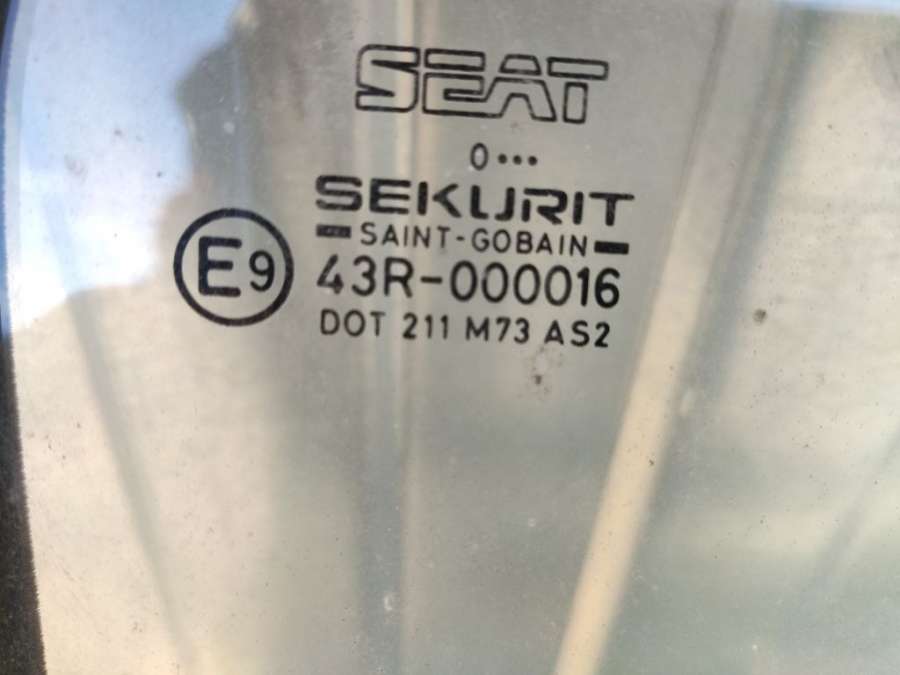 SEAT
0•••
SEKURIT
SAINT-GOBAIN
E9
43R-000016
DOT 211 M73 AS2